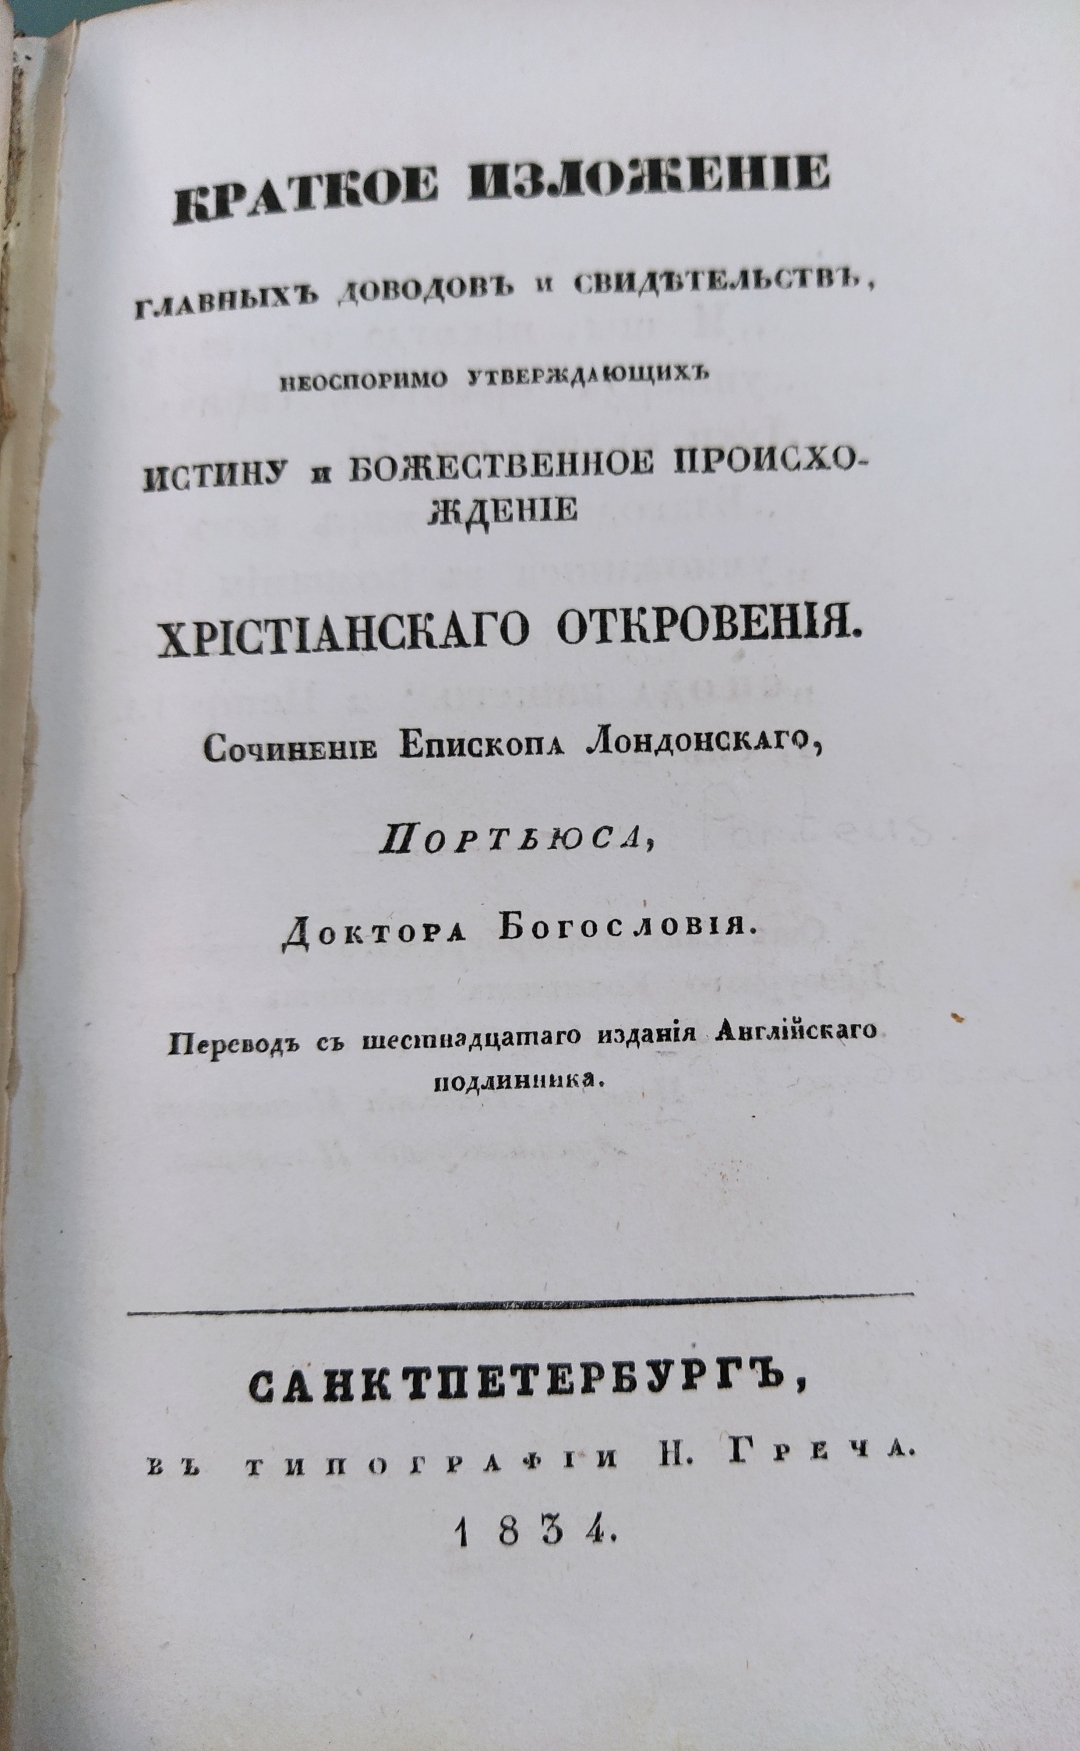 КРАТКОЕ ИЗЛОЖЕНІЕ
ГЛАВНЫХЪ ДОВОДОВЪ И СВИДѢТЕЛЬСТВЪ,
НЕОСПОРИМО УТВЕРЖДАЮЩИХЪ
ИСТИНУ И БОЖЕСТВЕННОЕ ПРОИСХО-
ЖДЕНІЕ
ХРІСТІАНСКАГО ОТКРОВЕНІЯ.
Сочиненіе Епископа Лондонскаго,
Портьюса,
Доктора Богословія.
Переводъ съ шестнадцатаго изданія Англійскаго
подлинника.
САНКТПЕТЕРБУРГЪ,
въ типографіи Н. Греча.
1834.